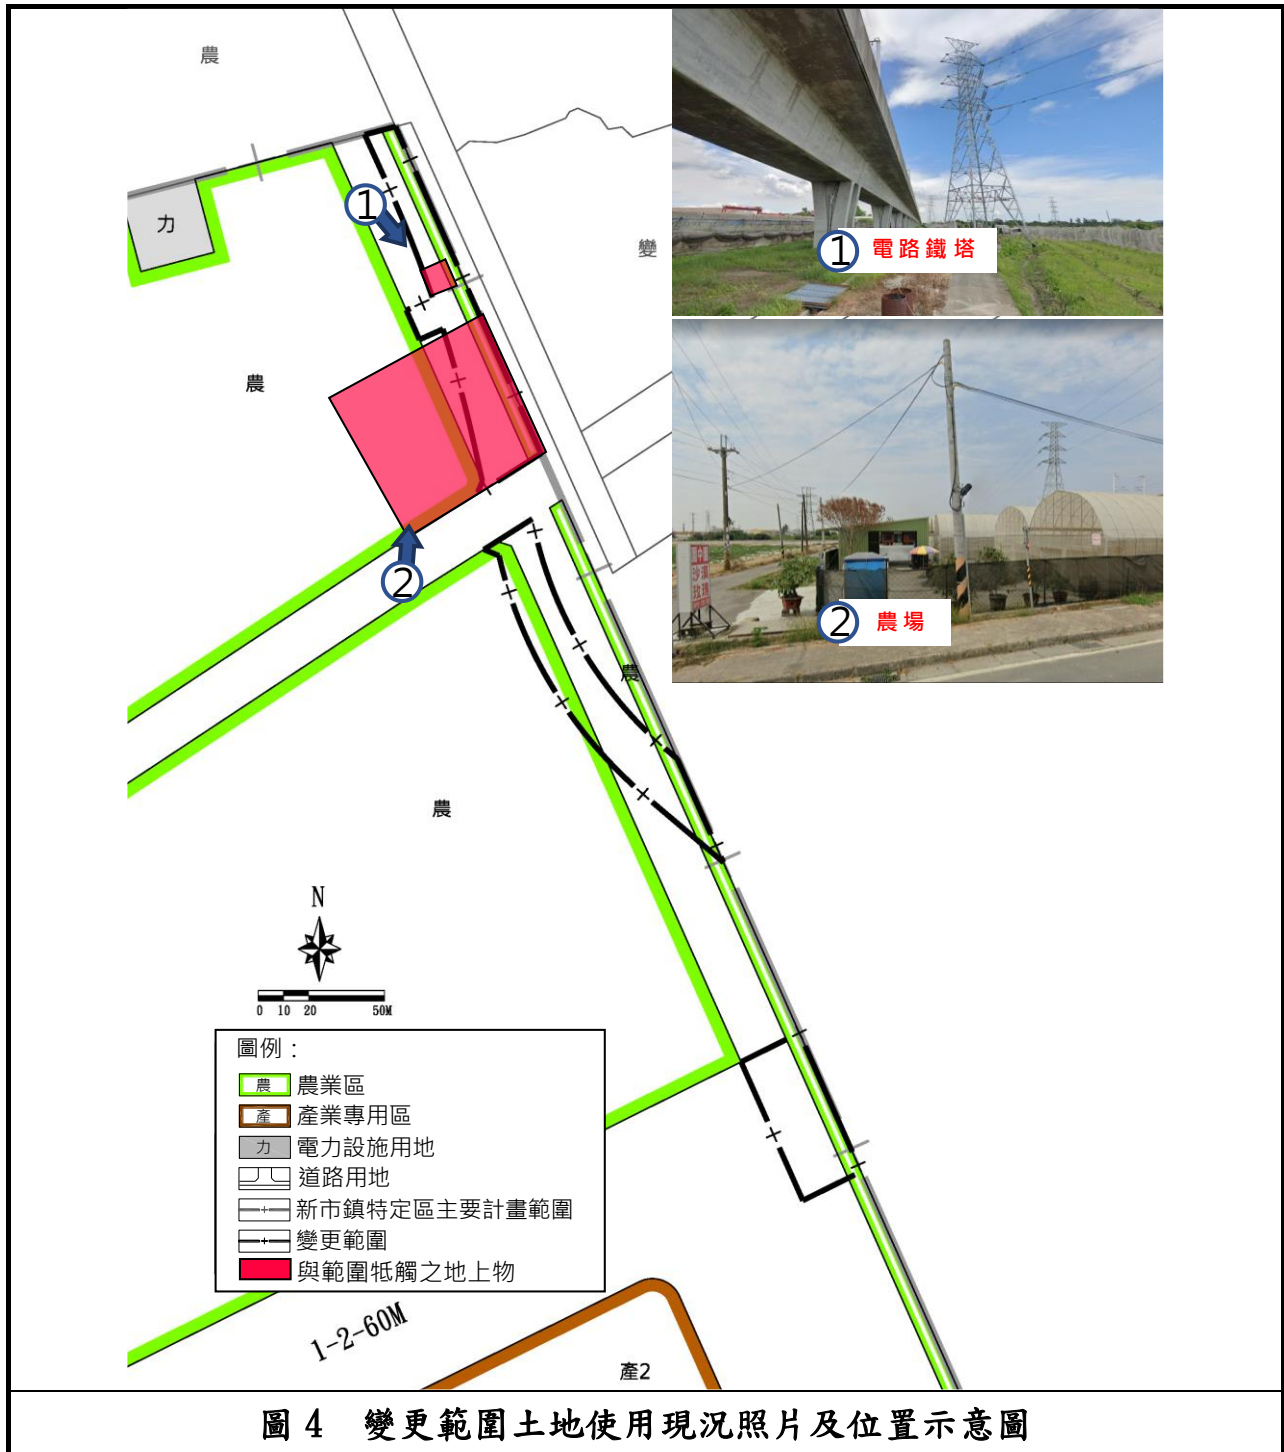 農
力
變
農
1
2
農
農
1 電路鐵塔
2 農場
N
0 10 20 50M
圖例：
農 農業區
產 產業專用區
力 電力設施用地
道路用地
新市鎮特定區主要計畫範圍
變更範圍
與範圍牴觸之地上物
1-2-60M
產2
圖 4 變更範圍土地使用現況照片及位置示意圖